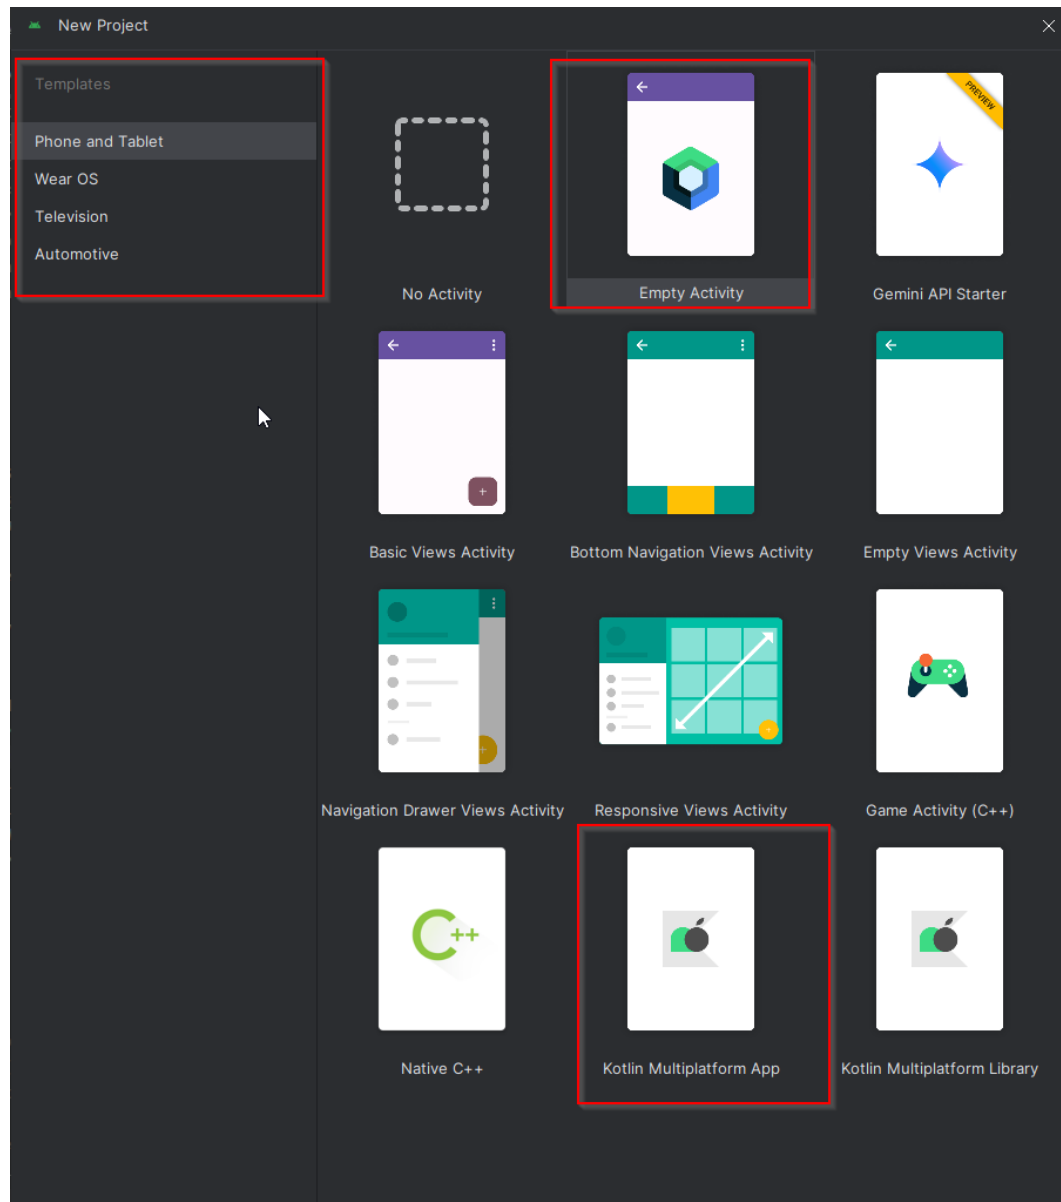 New Project
Templates
Phone and Tablet
Wear OS
Television
Automotive
No Activity
Empty Activity
PREVIEW
Gemini API Starter
Basic Views Activity
Bottom Navigation Views Activity
Empty Views Activity
Navigation Drawer Views Activity
Responsive Views Activity
Game Activity (C++)
C++
Native C++
Kotlin Multiplatform App
Kotlin Multiplatform Library